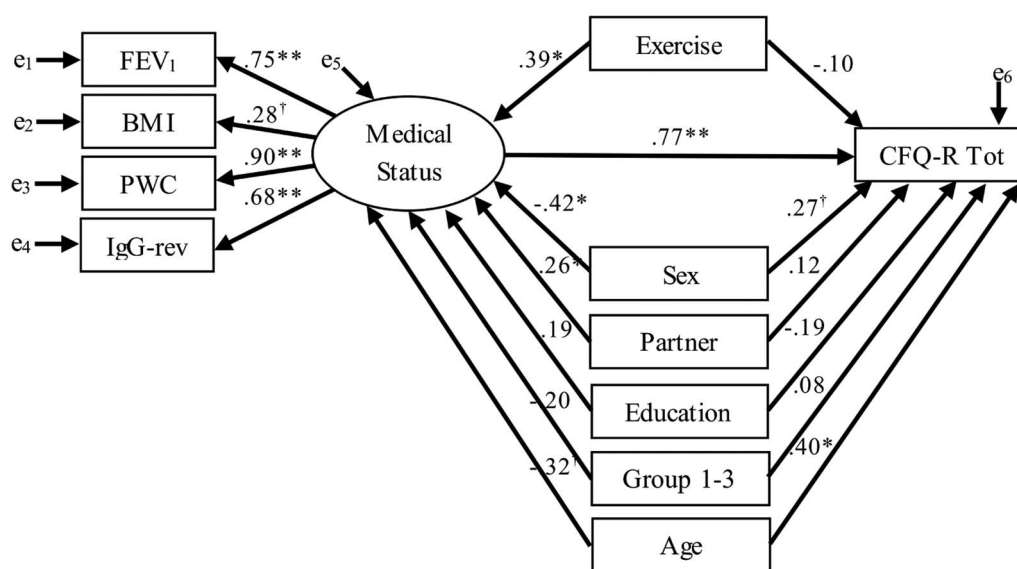 e₁
FEV₁
.75**
e₅
.39*
Exercise
-.10
e₆
e₂
BMI
.28†
Medical
Status
.77**
CFQ-R Tot
e₃
PWC
.90**
e₄
IgG-rev
.68**
-.42*
Sex
.27†
.26*
Partner
.12
.19
Education
-.19
-.20
Group 1-3
.08
-.32†
Age
.40*